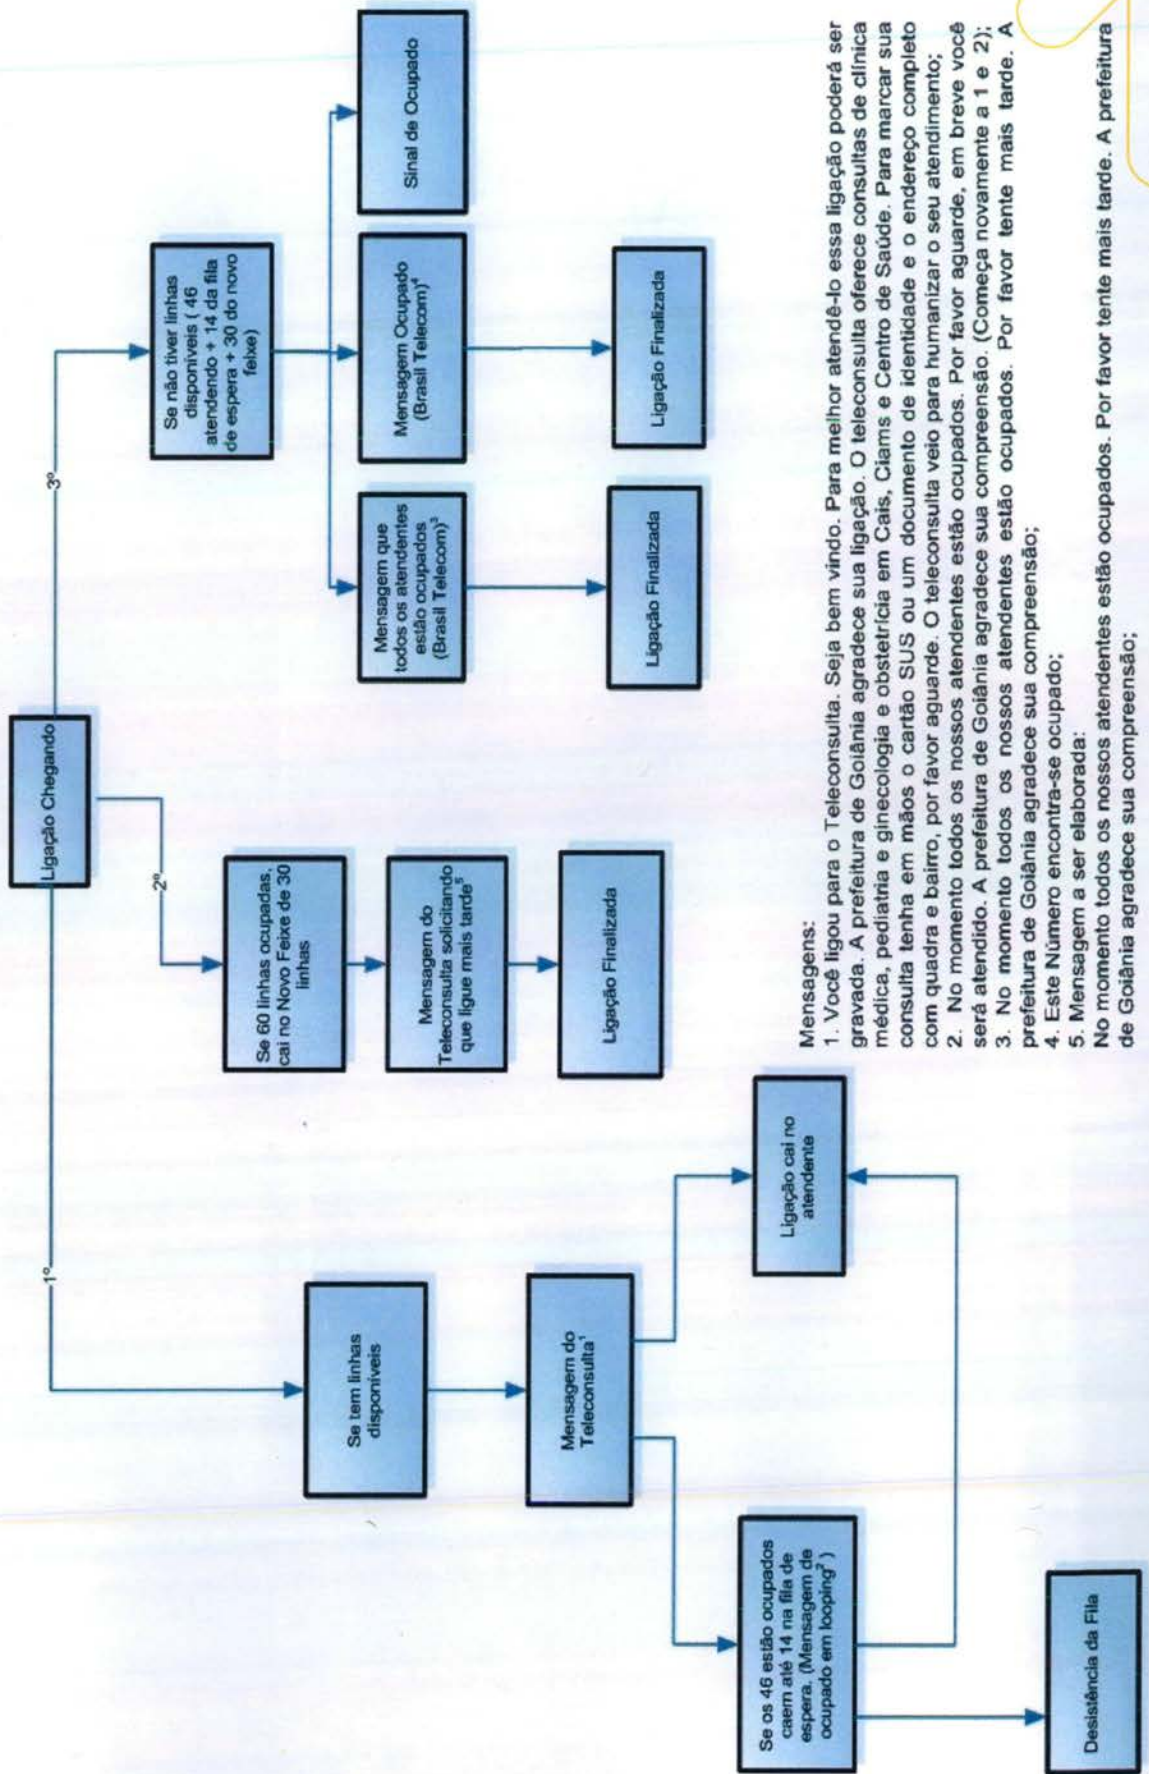 Ligação Chegando
1º
2º
3º
Se tem linhas
disponíveis
Mensagem do
Teleconsulta¹
Se os 46 estão ocupados
caem até 14 na fila de
espera. (Mensagem de
ocupado em looping² )
Desistência da Fila
Ligação cai no
atendente
Se 60 linhas ocupadas,
cai no Novo Feixe de 30
linhas
Mensagem do
Teleconsulta solicitando
que ligue mais tarde⁵
Ligação Finalizada
Se não tiver linhas
disponíveis ( 46
atendendo + 14 da fila
de espera + 30 do novo
feixe)
Mensagem que
todos os atendentes
estão ocupados
(Brasil Telecom)³
Ligação Finalizada
Mensagem Ocupado
(Brasil Telecom)⁴
Ligação Finalizada
Sinal de Ocupado
Mensagens:
1. Você ligou para o Teleconsulta. Seja bem vindo. Para melhor atendê-lo essa ligação poderá ser
gravada. A prefeitura de Goiânia agradece sua ligação. O teleconsulta oferece consultas de clínica
médica, pediatria e ginecologia e obstetrícia em Cais, Ciams e Centro de Saúde. Para marcar sua
consulta tenha em mãos o cartão SUS ou um documento de identidade e o endereço completo
com quadra e bairro, por favor aguarde. O teleconsulta veio para humanizar o seu atendimento;
2. No momento todos os nossos atendentes estão ocupados. Por favor aguarde, em breve você
será atendido. A prefeitura de Goiânia agradece sua compreensão. (Começa novamente a 1 e 2);
3. No momento todos os nossos atendentes estão ocupados. Por favor tente mais tarde. A
prefeitura de Goiânia agradece sua compreensão;
4. Este Número encontra-se ocupado;
5. Mensagem a ser elaborada:
No momento todos os nossos atendentes estão ocupados. Por favor tente mais tarde. A prefeitura
de Goiânia agradece sua compreensão;